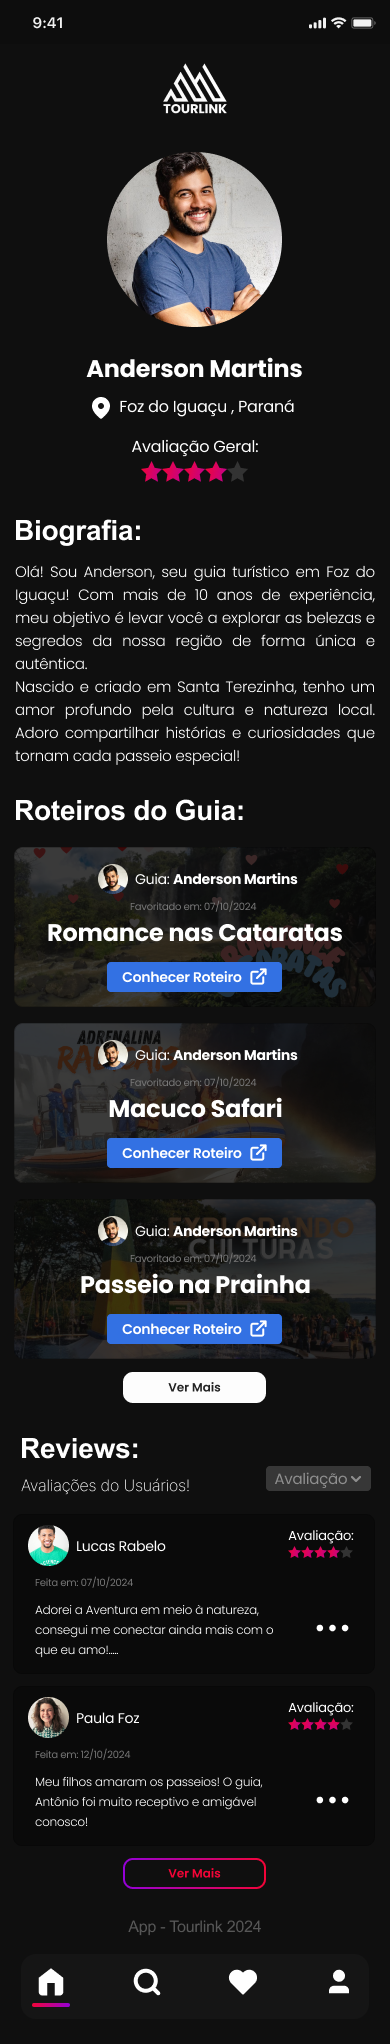 9:41
TOURLINK
Anderson Martins
Foz do Iguaçu , Paraná
Avaliação Geral:
Biografia:
Olá! Sou Anderson, seu guia turístico em Foz do
Iguaçu! Com mais de 10 anos de experiência,
meu objetivo é levar você a explorar as belezas e
segredos da nossa região de forma única e
autêntica.
Nascido e criado em Santa Terezinha, tenho um
amor profundo pela cultura e natureza local.
Adoro compartilhar histórias e curiosidades que
tornam cada passeio especial!
Roteiros do Guia:
Guia: Anderson Martins
Favoritado em: 07/10/2024
Romance nas Cataratas
Conhecer Roteiro
ADRENALINA
Guia: Anderson Martins
Favoritado em: 07/10/2024
Macuco Safari
Conhecer Roteiro
EXPLORANDO
CULTURAS
Guia: Anderson Martins
Favoritado em: 07/10/2024
Passeio na Prainha
Conhecer Roteiro
Ver Mais
Reviews:
Avaliações do Usuários!
Avaliação
Lucas Rabelo
Avaliação:
Feita em: 07/10/2024
Adorei a Aventura em meio à natureza,
consegui me conectar ainda mais com o
que eu amo!.....
Paula Foz
Avaliação:
Feita em: 12/10/2024
Meu filhos amaram os passeios! O guia,
Antônio foi muito receptivo e amigável
conosco!
Ver Mais
App - Tourlink 2024